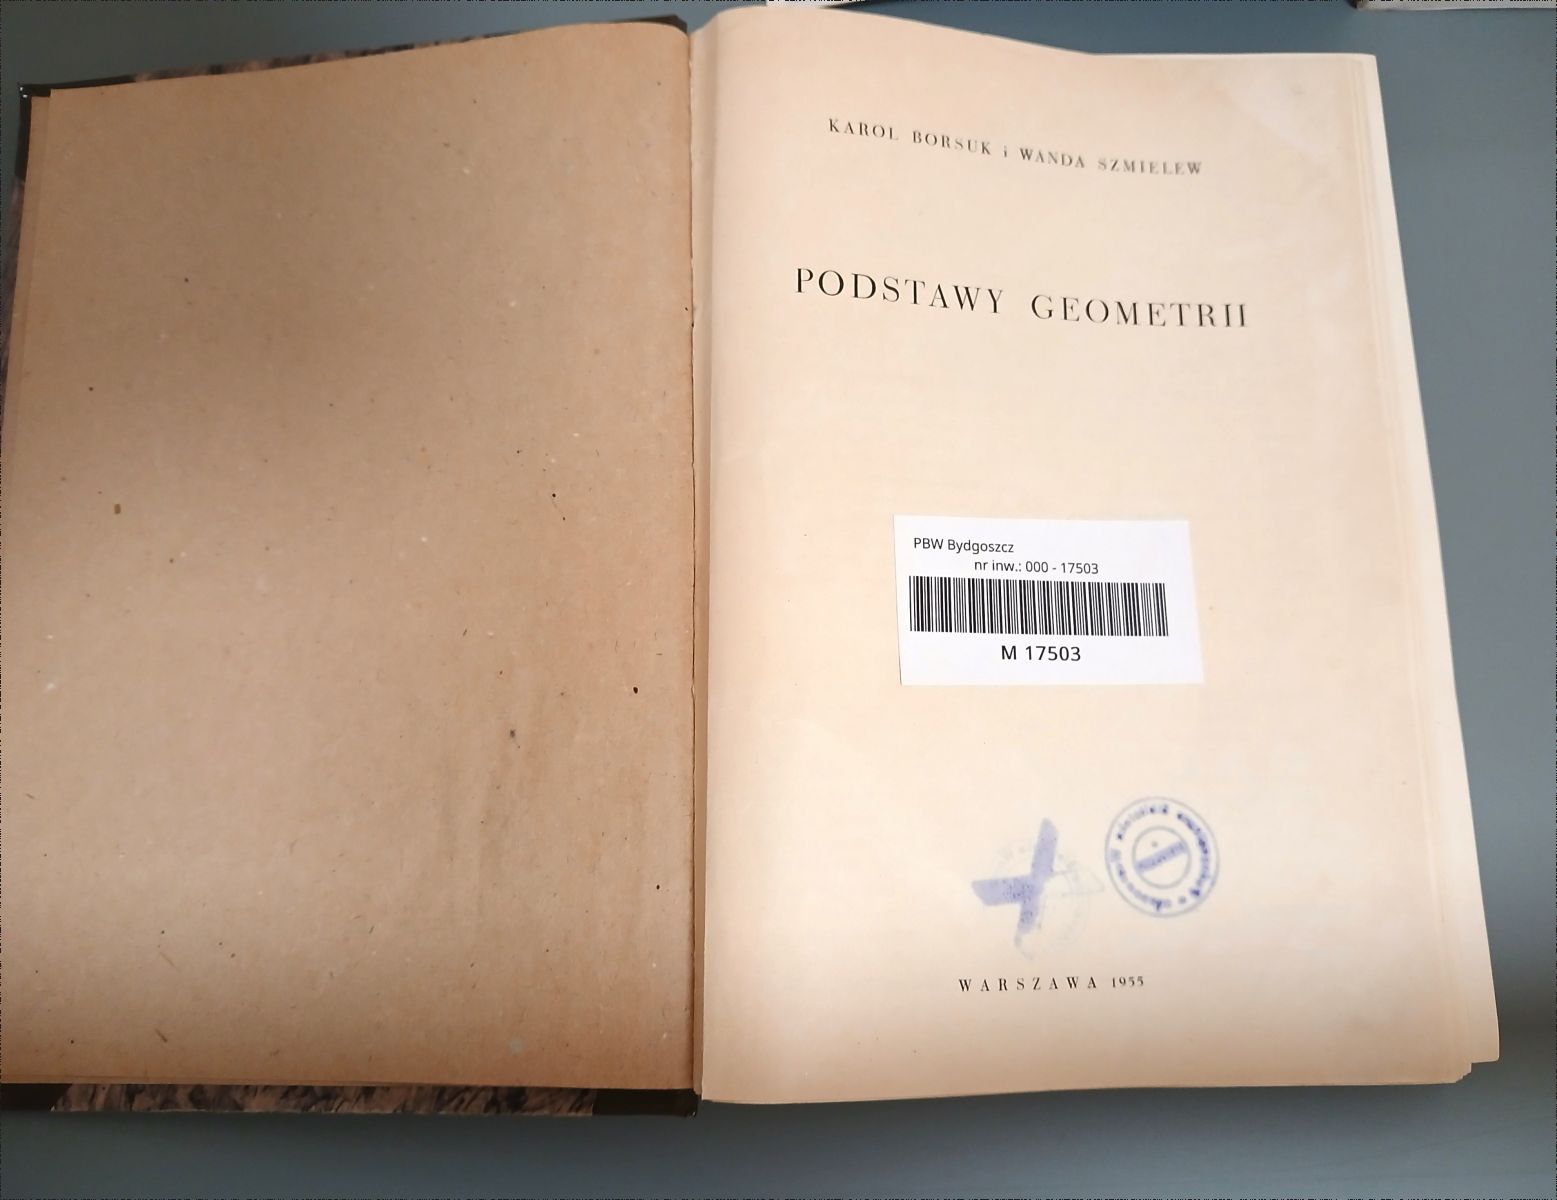 KAROL BORSUK i WANDA SZMIELEW
PODSTAWY GEOMETRII
PBW Bydgoszcz
nr inw.: 000 - 17503
M 17503
WARSZAWA 1955